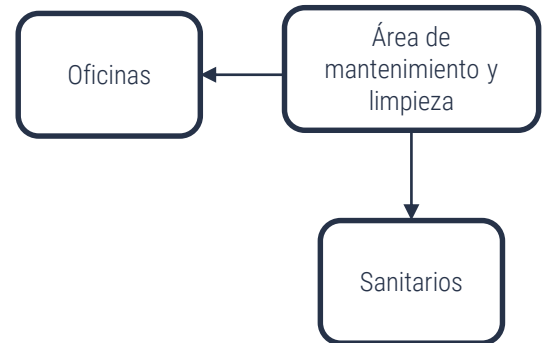 Oficinas
Área de
mantenimiento y
limpieza
Sanitarios